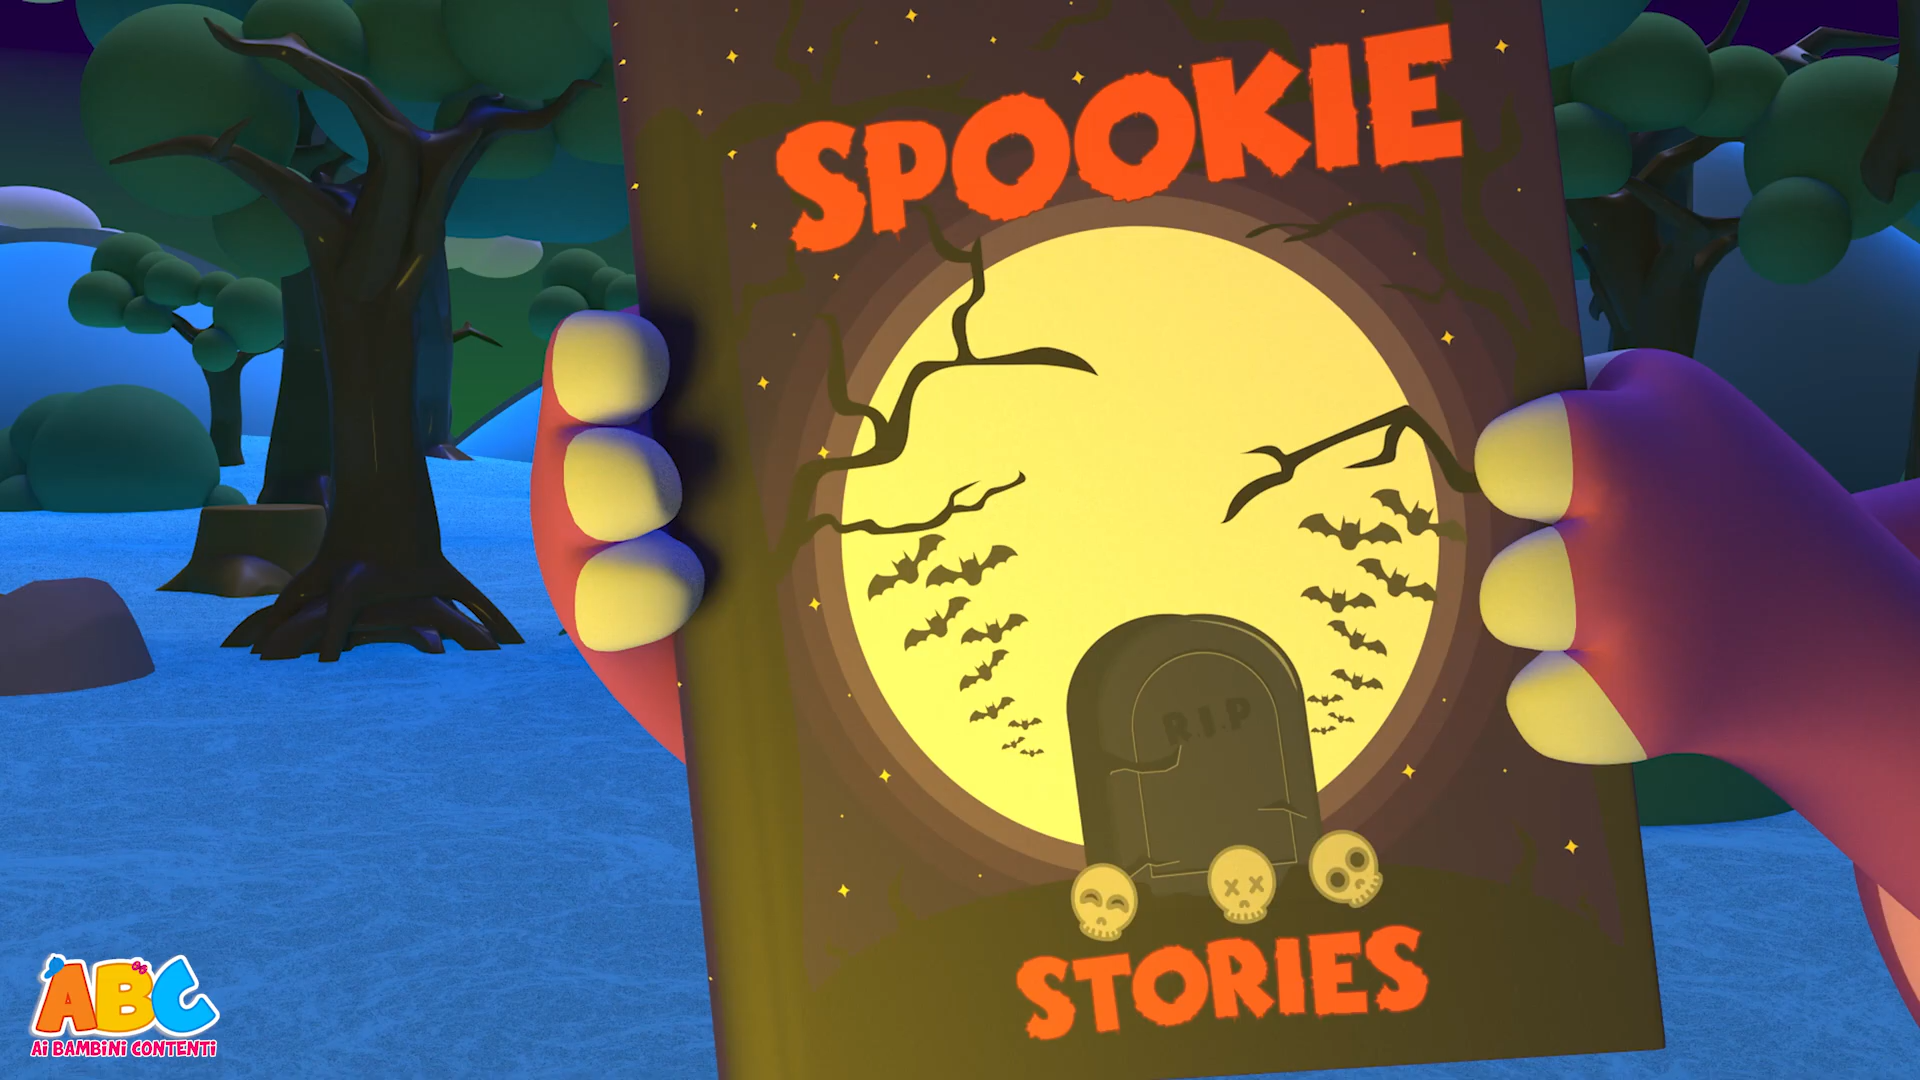 SPOOKIE
R.I.P
STORIES
ABC
Ai BAMBiNi CONTENTi